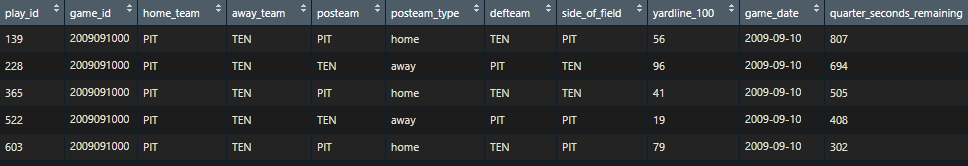 play_id game_id home_team away_team posteam posteam_type defteam side_of_field yardline_100 game_date quarter_seconds_remaining
139 2009091000 PIT TEN PIT home TEN PIT 56 2009-09-10 807
228 2009091000 PIT TEN TEN away PIT TEN 96 2009-09-10 694
365 2009091000 PIT TEN PIT home TEN TEN 41 2009-09-10 505
522 2009091000 PIT TEN TEN away PIT PIT 19 2009-09-10 408
603 2009091000 PIT TEN PIT home TEN PIT 79 2009-09-10 302